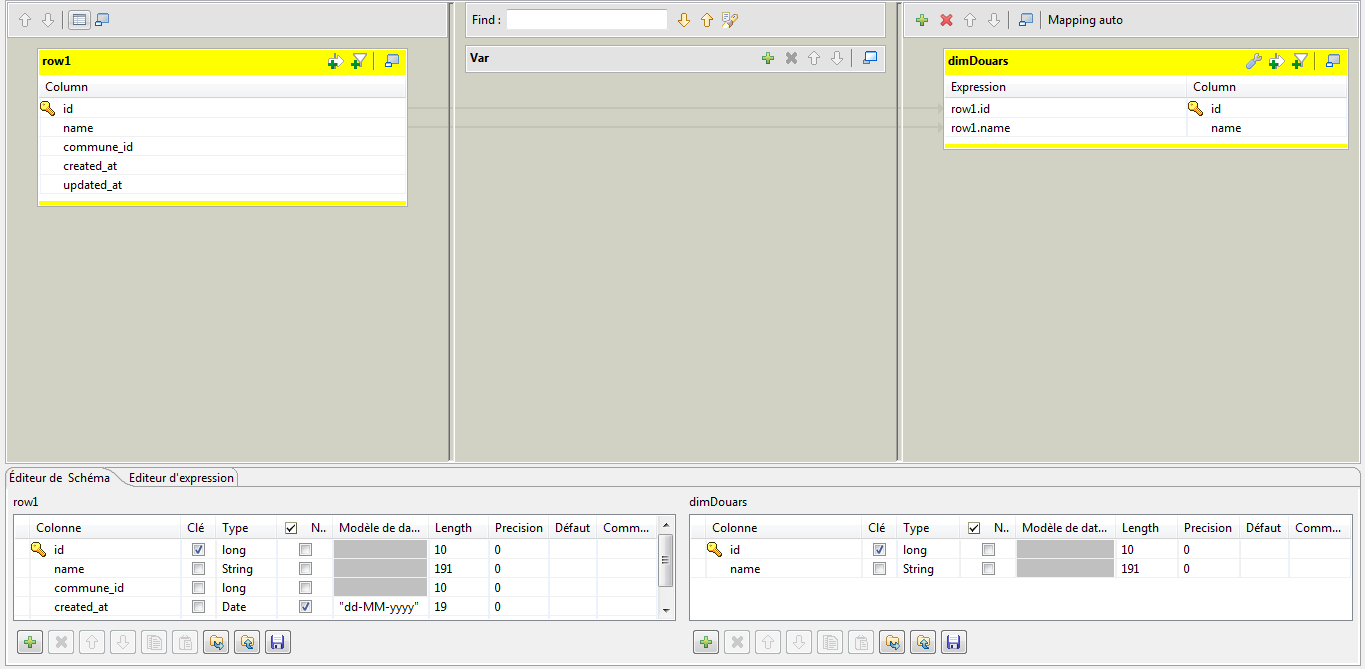 Find :
Mapping auto
row1
Column
id
name
commune_id
created_at
updated_at
Var
dimDouars
Expression Column
row1.id id
row1.name name
Éditeur de Schéma Editeur d'expression
row1
Colonne Clé Type N.. Modèle de da... Length Precision Défaut Comm...
id long 10 0
name String 191 0
commune_id long 10 0
created_at Date "dd-MM-yyyy" 19 0
dimDouars
Colonne Clé Type N.. Modèle de dat... Length Precision Défaut Comm...
id long 10 0
name String 191 0